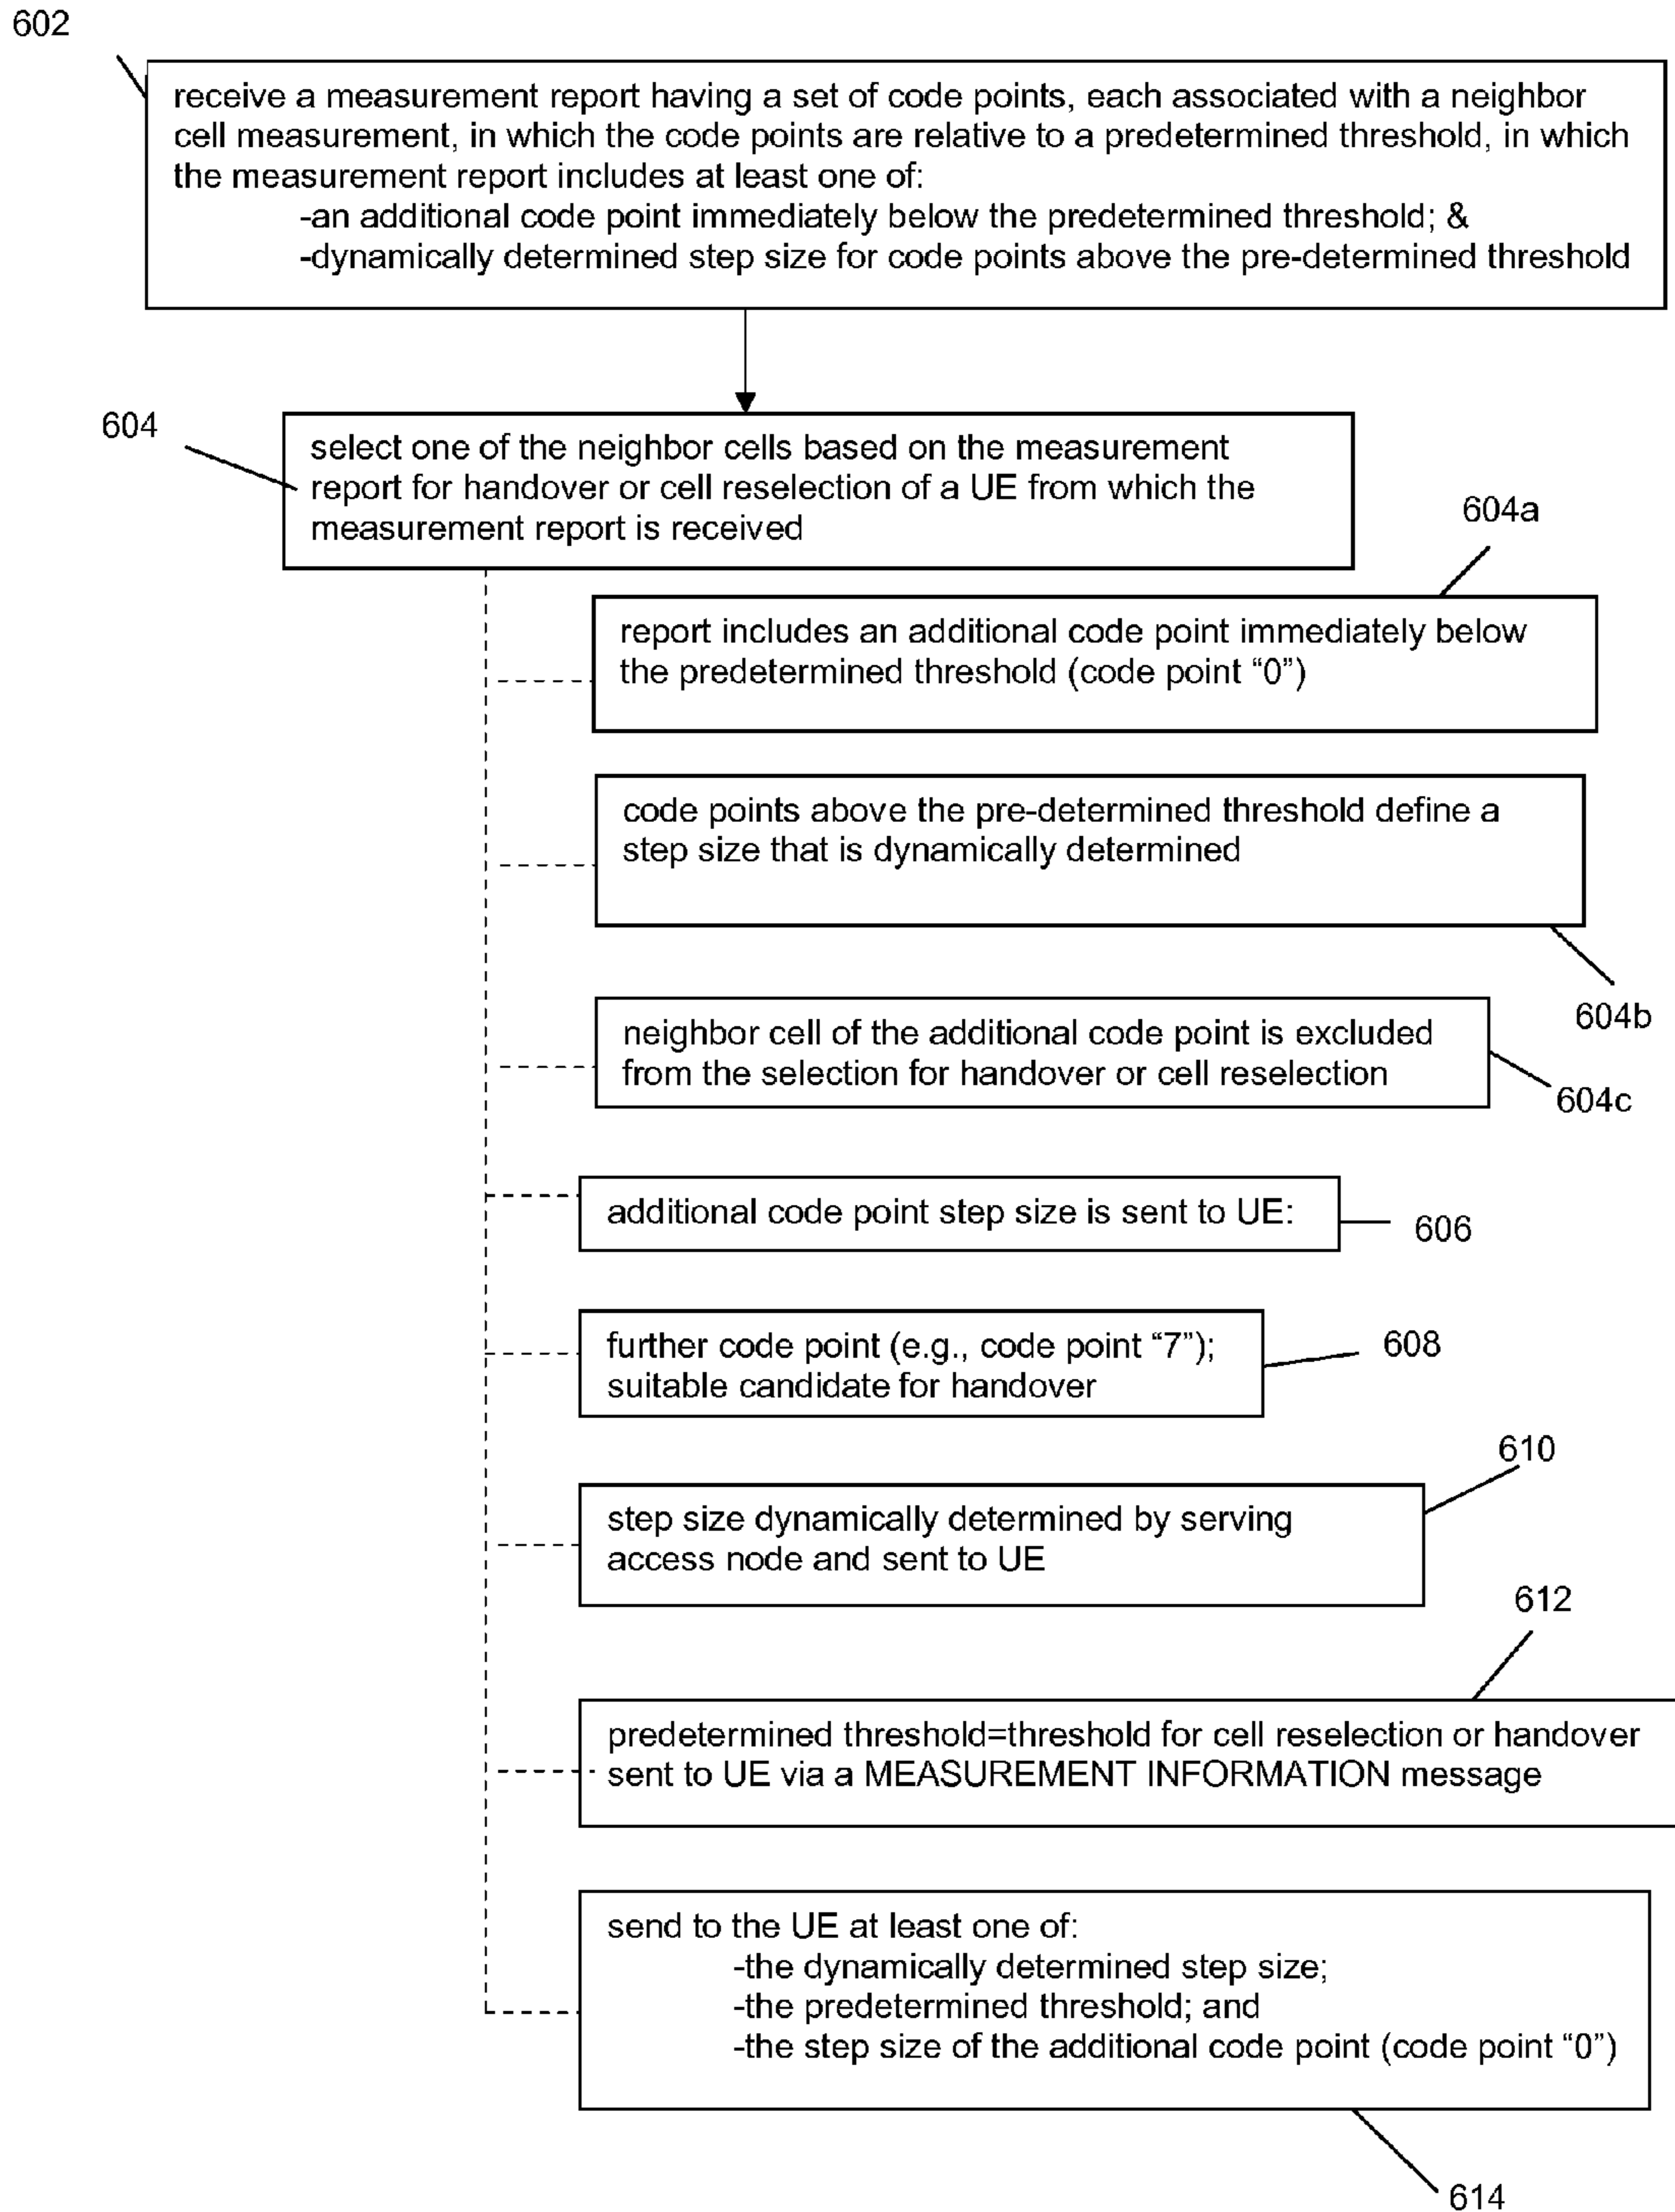 602
receive a measurement report having a set of code points, each associated with a neighbor
cell measurement, in which the code points are relative to a predetermined threshold, in which
the measurement report includes at least one of:
-an additional code point immediately below the predetermined threshold; &
-dynamically determined step size for code points above the pre-determined threshold
604
select one of the neighbor cells based on the measurement
report for handover or cell reselection of a UE from which the
measurement report is received
604a
report includes an additional code point immediately below
the predetermined threshold (code point “0”)
code points above the pre-determined threshold define a
step size that is dynamically determined
604b
neighbor cell of the additional code point is excluded
from the selection for handover or cell reselection
604c
additional code point step size is sent to UE:
606
further code point (e.g., code point “7”);
suitable candidate for handover
608
610
step size dynamically determined by serving
access node and sent to UE
612
predetermined threshold=threshold for cell reselection or handover
sent to UE via a MEASUREMENT INFORMATION message
send to the UE at least one of:
-the dynamically determined step size;
-the predetermined threshold; and
-the step size of the additional code point (code point “0”)
614